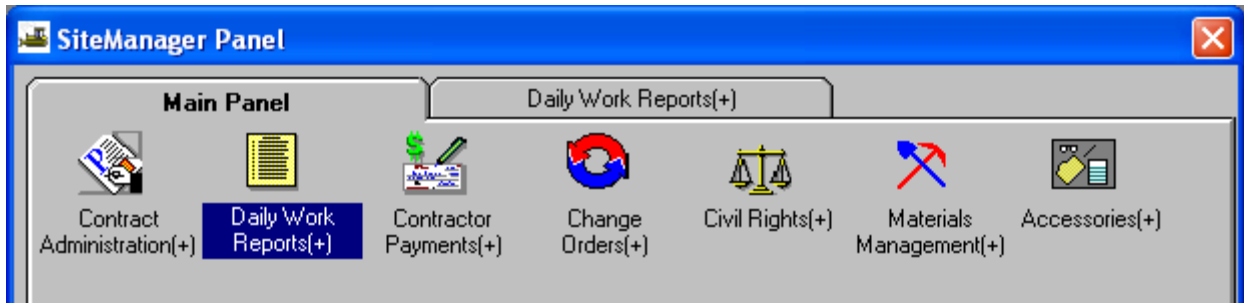 SiteManager Panel
Main Panel
Daily Work Reports(+)
Contract
Administration(+)
Daily Work
Reports(+)
Contractor
Payments(+)
Change
Orders(+)
Civil Rights(+)
Materials
Management(+)
Accessories(+)